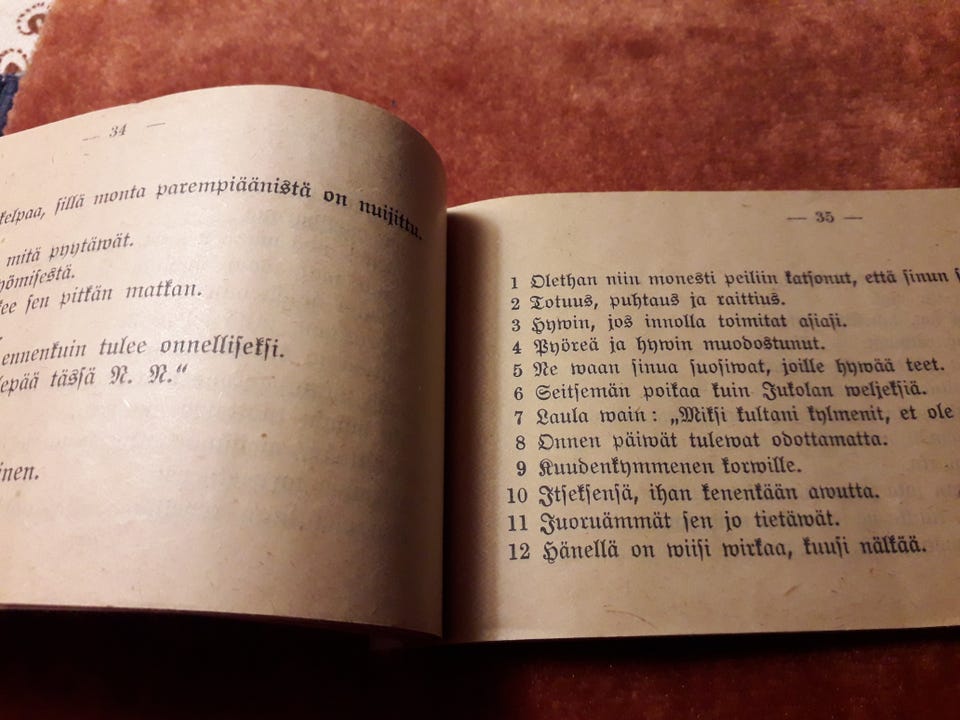 — 34 —
kelpaa, sillä monta parempiäänistä on nuijittu.
mitä pyytäwät.
yömisestä.
kee sen pitkän matkan.
ennenkuin tulee onnelliseksi.
lepää tässä N. N.“
inen.
— 35 —
1 Olethan niin monesti peiliin katsonut, että sinun
2 Totuus, puhtaus ja raittius.
3 Hywin, jos innolla toimitat asiasi.
4 Pyöreä ja hywin muodostunut.
5 Ne waan sinua suosiwat, joille hywää teet.
6 Seitsemän poikaa kuin Jukolan weljeksiä.
7 Laula wain: „Miksi kultani kylmenit, et ole
8 Onnen päiwät tulewat odottamatta.
9 Kuudenkymmenen korwille.
10 Itseksensä, ihan kenenkään awutta.
11 Juoruämmät sen jo tietäwät.
12 Hänellä on wiisi wirkaa, kuusi nälkää.